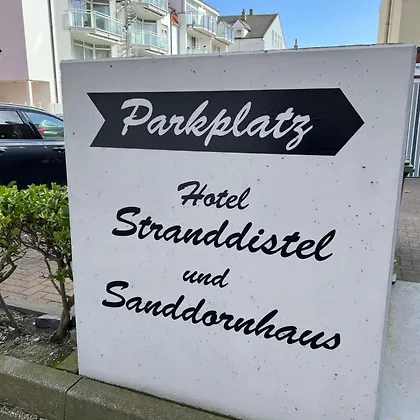 Parkplatz
Hotel
Stranddistel
und
Sanddornhaus